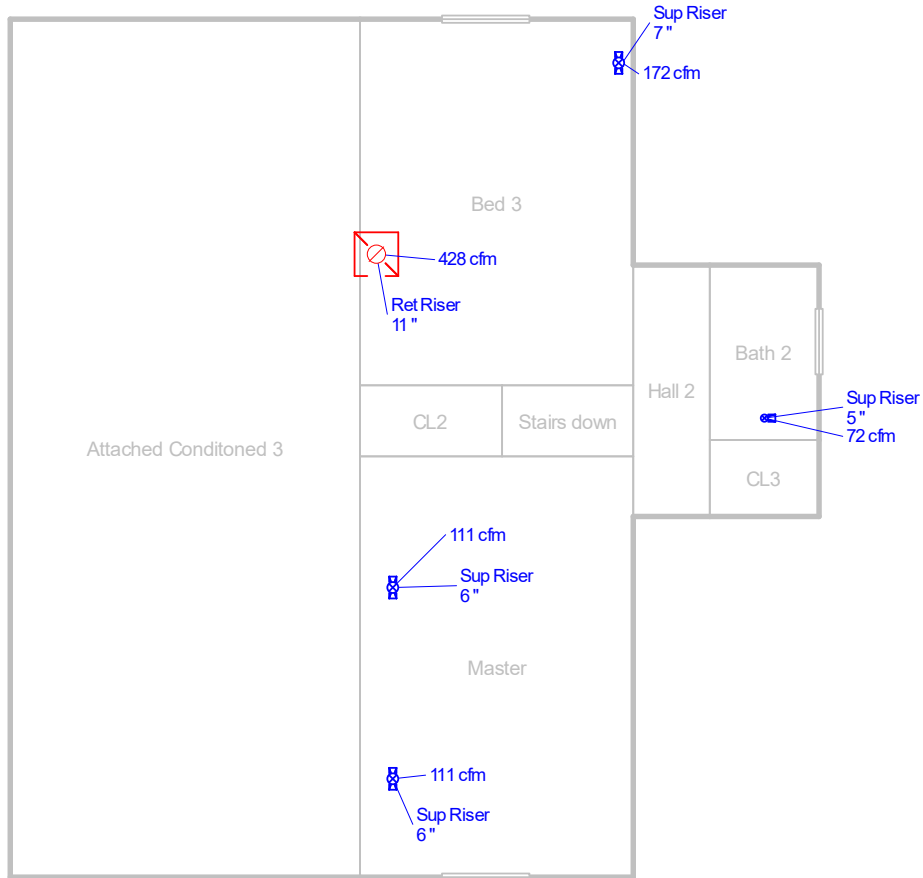 Sup Riser
7 "
172 cfm
Bed 3
428 cfm
Ret Riser
11 "
Bath 2
Hall 2
Sup Riser
5 "
72 cfm
CL2
Stairs down
Attached Conditoned 3
CL3
111 cfm
Sup Riser
6 "
Master
111 cfm
Sup Riser
6 "